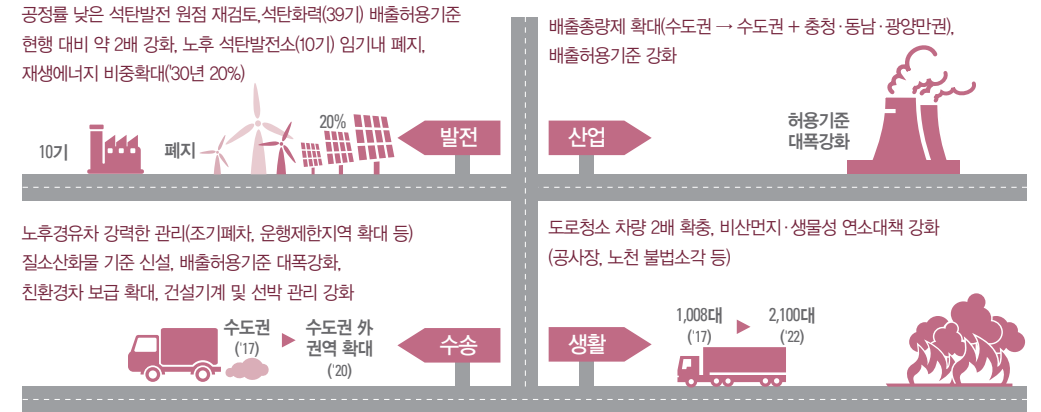 공정률 낮은 석탄발전 원점 재검토,석탄화력(39기) 배출허용기준
현행 대비 약 2배 강화, 노후 석탄발전소(10기) 임기내 폐지,
재생에너지 비중확대('30년 20%)
10기
폐지
20%
발전
배출총량제 확대(수도권 → 수도권 + 충청·동남·광양만권),
배출허용기준 강화
산업
허용기준
대폭강화
노후경유차 강력한 관리(조기폐차, 운행제한지역 확대 등)
질소산화물 기준 신설, 배출허용기준 대폭강화,
친환경차 보급 확대, 건설기계 및 선박 관리 강화
수도권
('17)
수도권 外
권역 확대
('20)
수송
도로청소 차량 2배 확충, 비산먼지·생물성 연소대책 강화
(공사장, 노천 불법소각 등)
생활
1,008대
('17)
2,100대
('22)